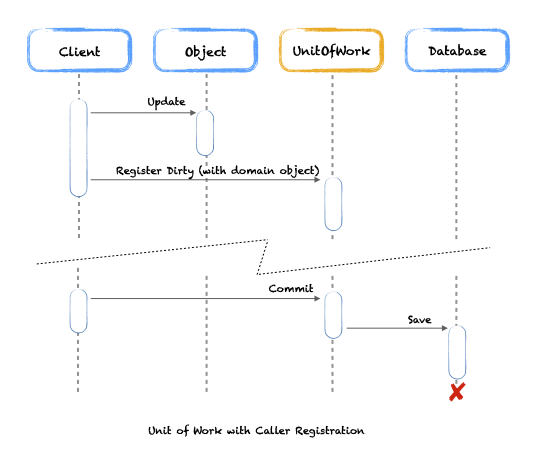 Client
Object
UnitOfWork
Database
Update
Register Dirty (with domain object)
Commit
Save
Unit of Work with Caller Registration